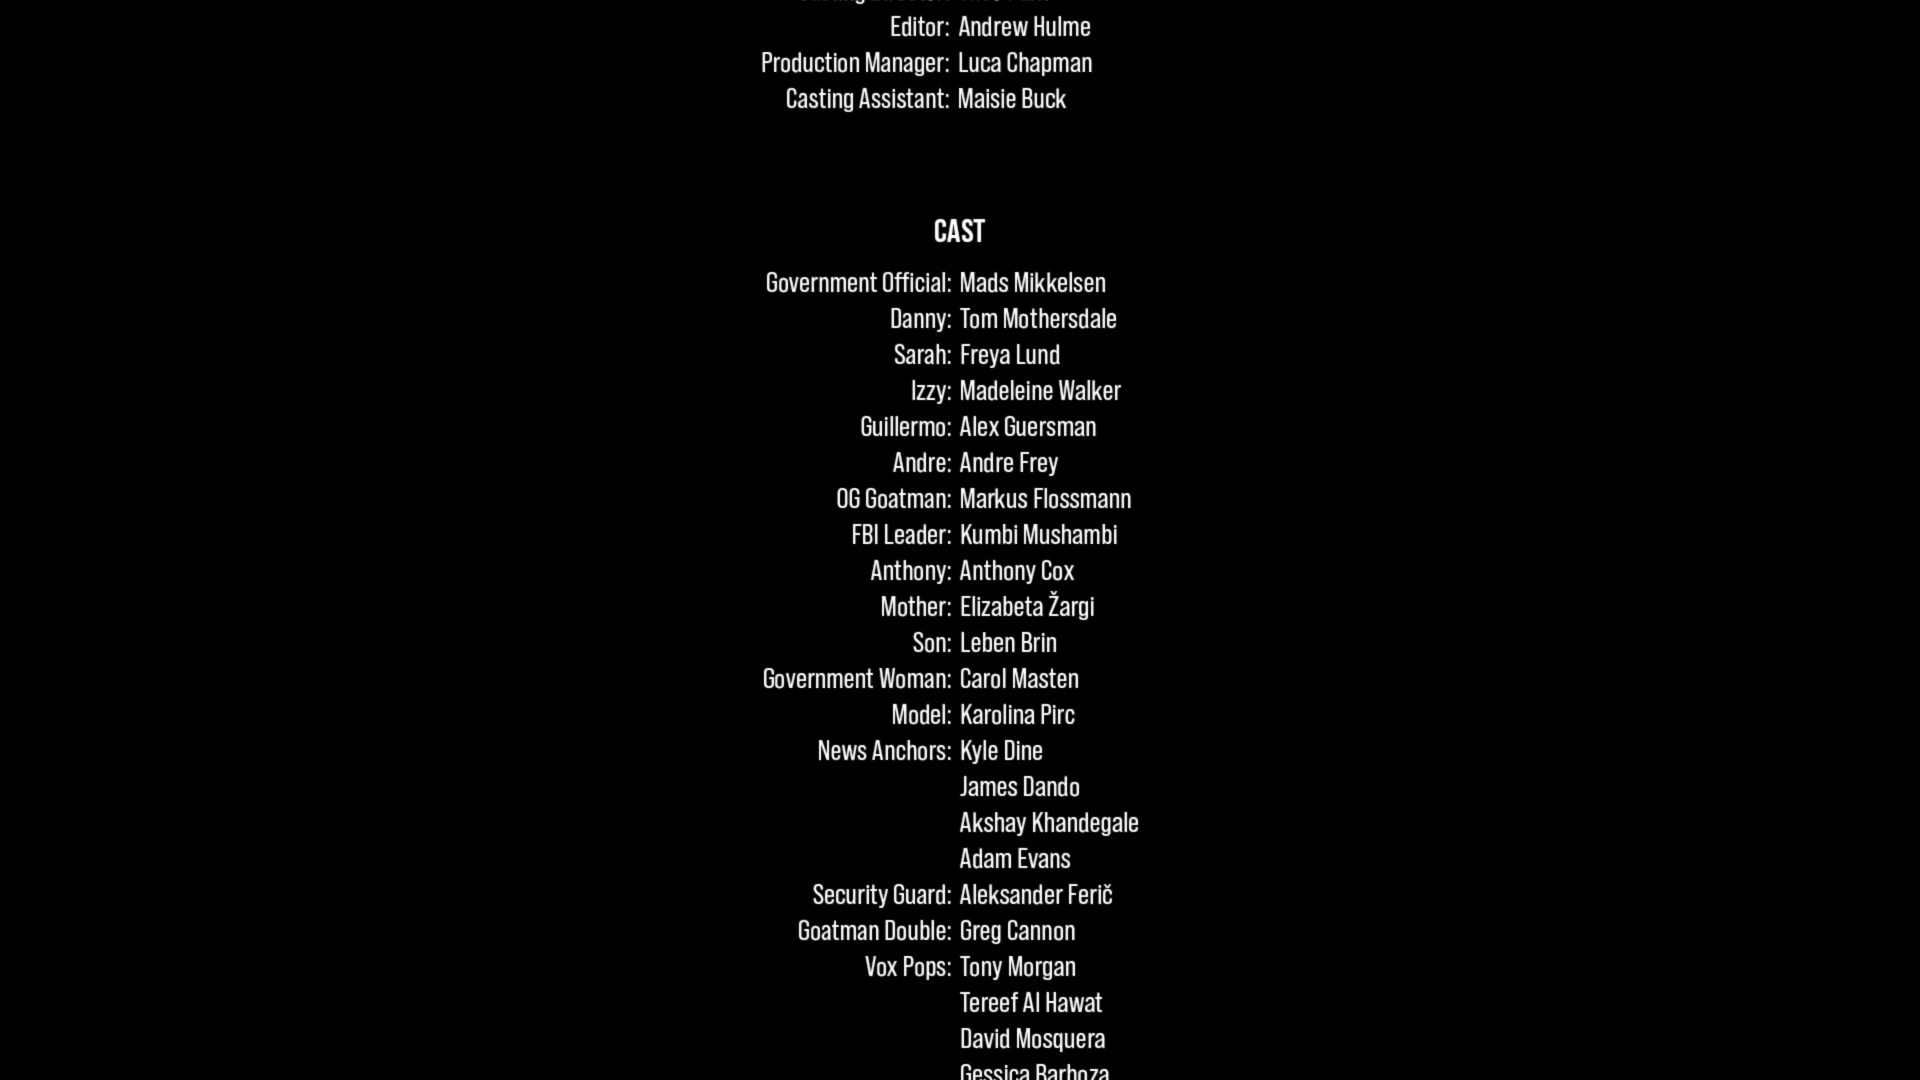 Editor: Andrew Hulme
Production Manager: Luca Chapman
Casting Assistant: Maisie Buck
CAST
Government Official: Mads Mikkelsen
Danny: Tom Mothersdale
Sarah: Freya Lund
Izzy: Madeleine Walker
Guillermo: Alex Guersman
Andre: Andre Frey
OG Goatman: Markus Flossmann
FBI Leader: Kumbi Mushambi
Anthony: Anthony Cox
Mother: Elizabeta Žargi
Son: Leben Brin
Government Woman: Carol Masten
Model: Karolina Pirc
News Anchors: Kyle Dine
James Dando
Akshay Khandegale
Adam Evans
Security Guard: Aleksander Ferič
Goatman Double: Greg Cannon
Vox Pops: Tony Morgan
Tereef Al Hawat
David Mosquera
Gessica Barboza